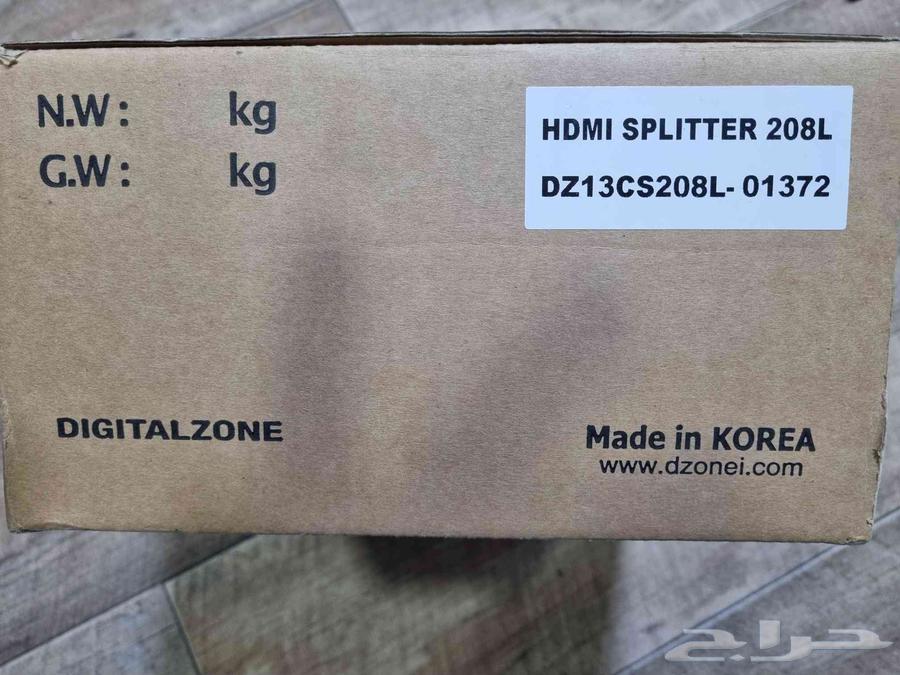 N.W: kg
G.W: kg
HDMI SPLITTER 208L
DZ13CS208L- 01372
DIGITALZONE
Made in KOREA
www.dzonei.com
حراج